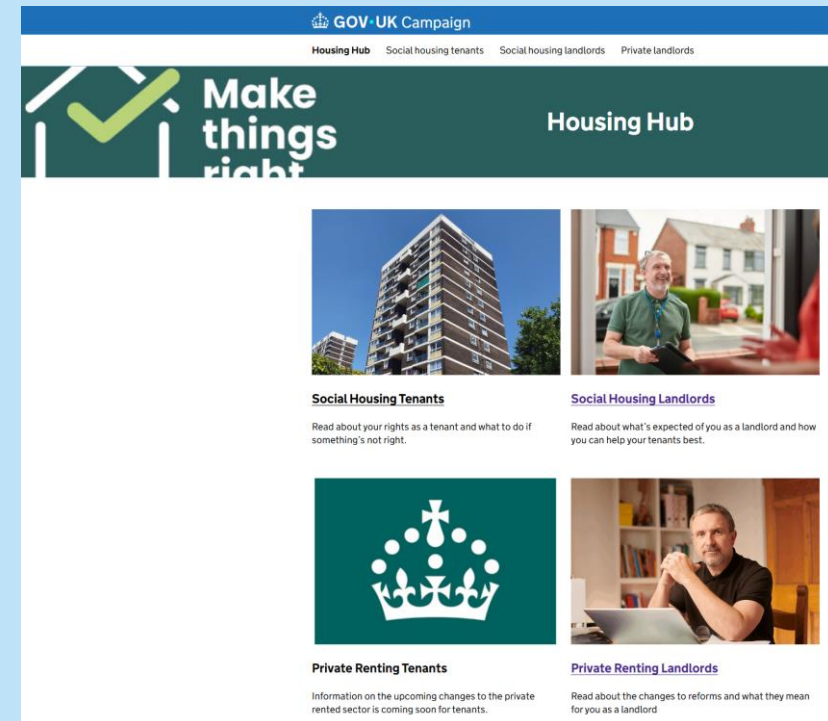 GOV·UK Campaign
Housing Hub Social housing tenants Social housing landlords Private landlords
Make
things
right
Housing Hub
Social Housing Tenants
Read about your rights as a tenant and what to do if
something's not right.
Social Housing Landlords
Read about what's expected of you as a landlord and how
you can help your tenants best.
Private Renting Tenants
Information on the upcoming changes to the private
rented sector is coming soon for tenants.
Private Renting Landlords
Read about the changes to reforms and what they mean
for you as a landlord